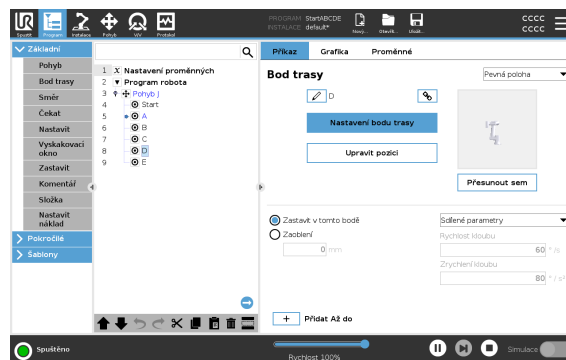 UR
PROGRAM StartABCDE
INSTALACE default*
Spustit Program Instalace Pohyb V/V Protokol
Nový... Otevřít... Uložit...
CCCC
CCCC
Základní
Pohyb
Bod trasy
Směr
Čekat
Nastavit
Vyskakovací okno
Zastavit
Komentář
Složka
Nastavit náklad
Pokročilé
Šablony
1 X Nastavení proměnných
2 Program robota
3 Pohyb J
4 Start
5 A
6 B
7 C
8 D
9 E
Příkaz Grafika Proměnné
Bod trasy
Pevná poloha
D
Nastavení bodu trasy
Upravit pozici
Přesunout sem
Zastavit v tomto bodě
Zaoblení
0 mm
Sdílené parametry
Rychlost kloubu
60 ° /s
Zrychlení kloubu
80 ° / s²
+ Přidat Až do
Spuštěno
Rychlost 100%
Simulace